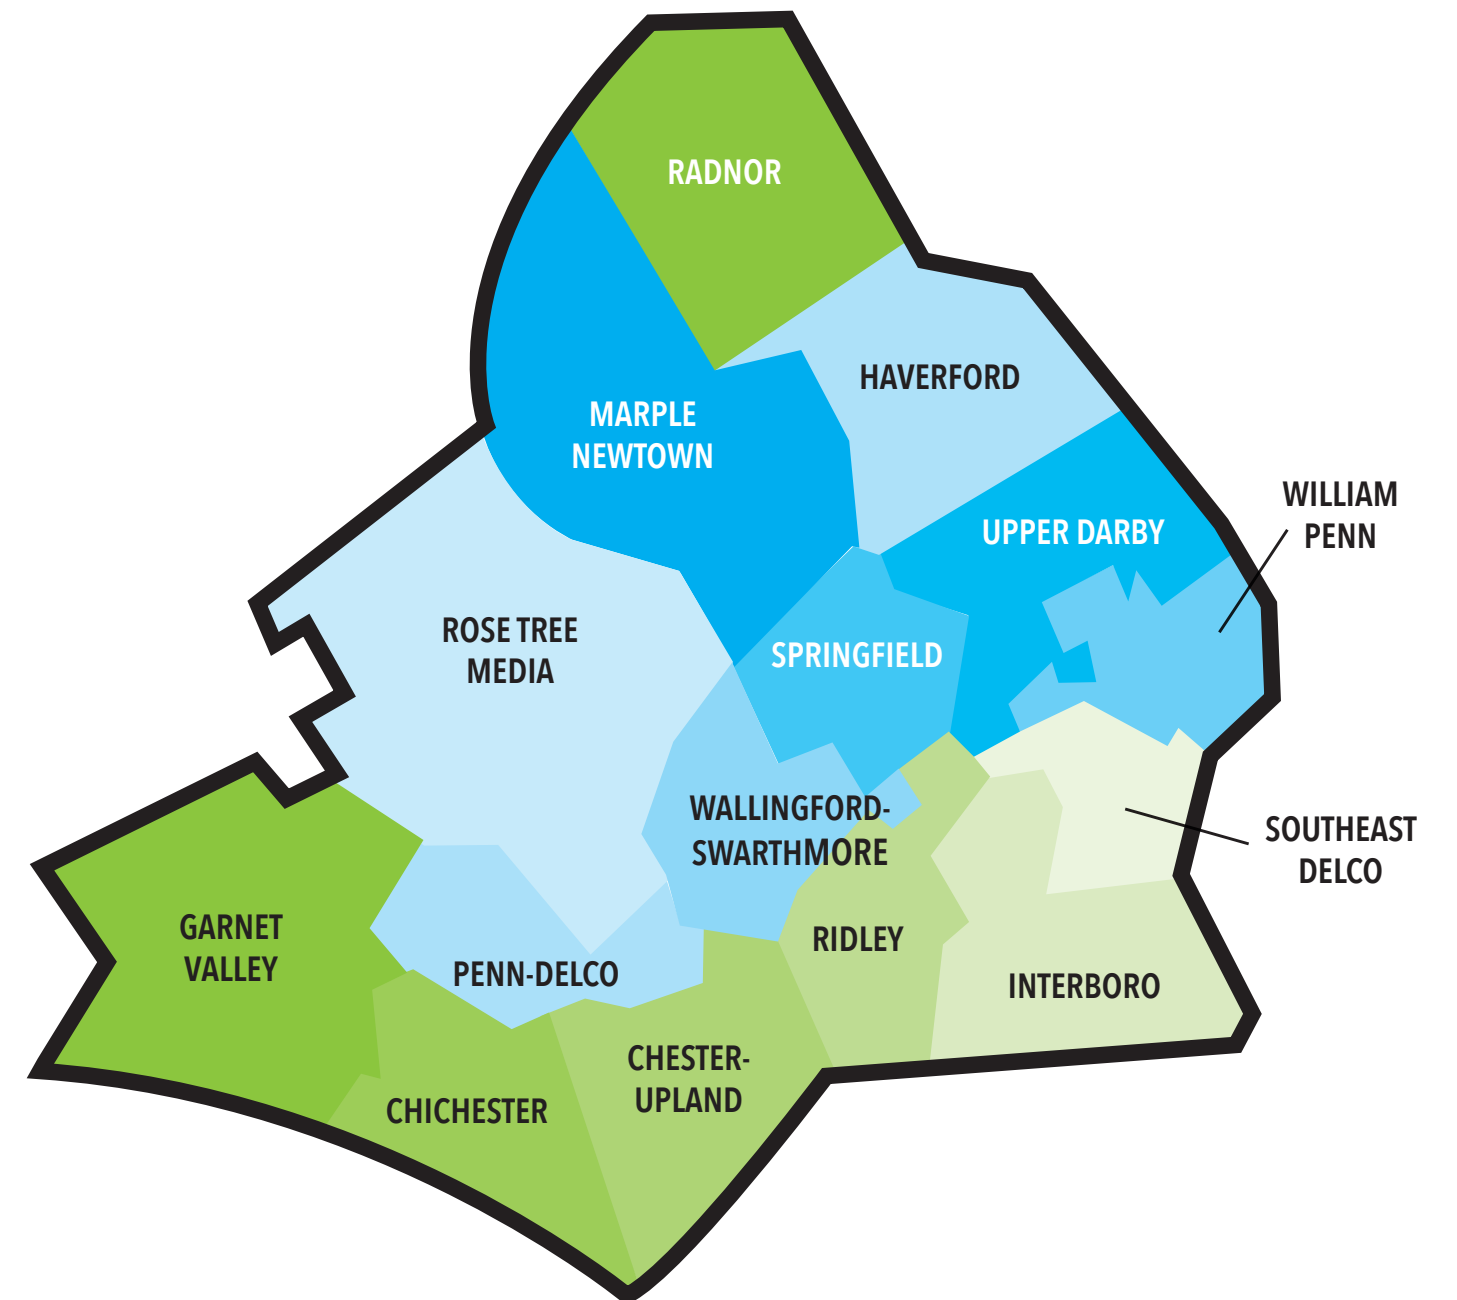 RADNOR
HAVERFORD
MARPLE
NEWTOWN
WILLIAM
PENN
UPPER DARBY
ROSE TREE
MEDIA
SPRINGFIELD
WALLINGFORD-
SWARTHMORE
SOUTHEAST
DELCO
GARNET
VALLEY
RIDLEY
PENN-DELCO
INTERBORO
CHESTER-
UPLAND
CHICHESTER